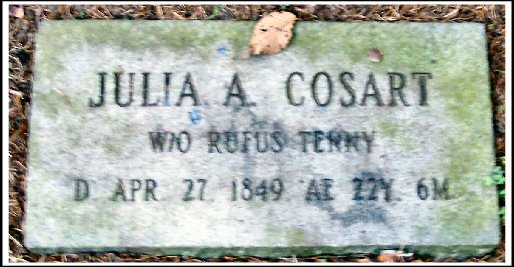 JULIA A. COSART
W/O RUFUS TENNY
D APR 27, 1849 AE 22Y. 6M